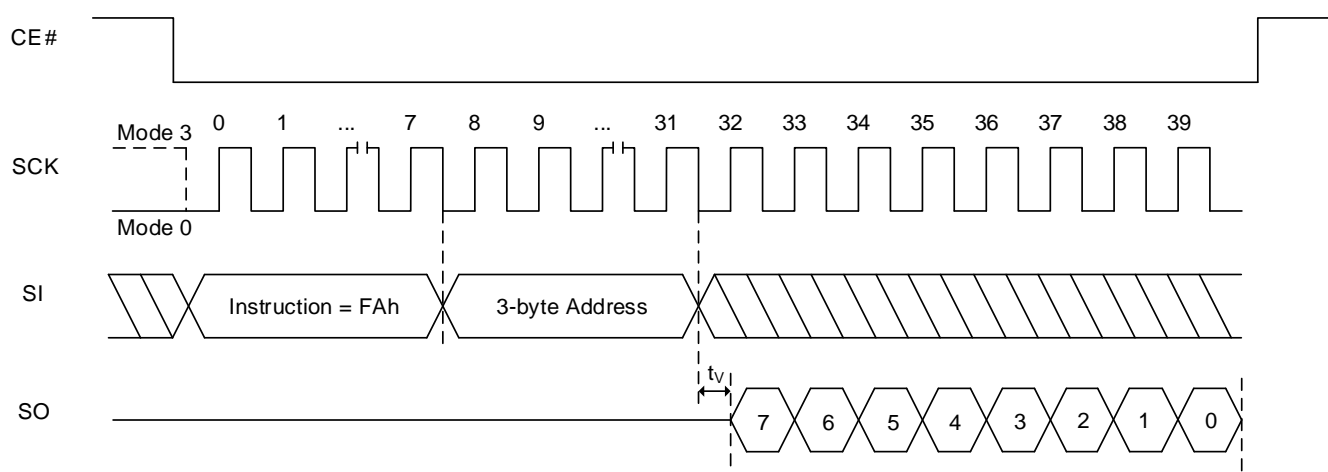 CE#
Mode 3 0 1 ... 7 8 9 ... 31 32 33 34 35 36 37 38 39
SCK
Mode 0
SI Instruction = FAh 3-byte Address
tV
SO 7 6 5 4 3 2 1 0